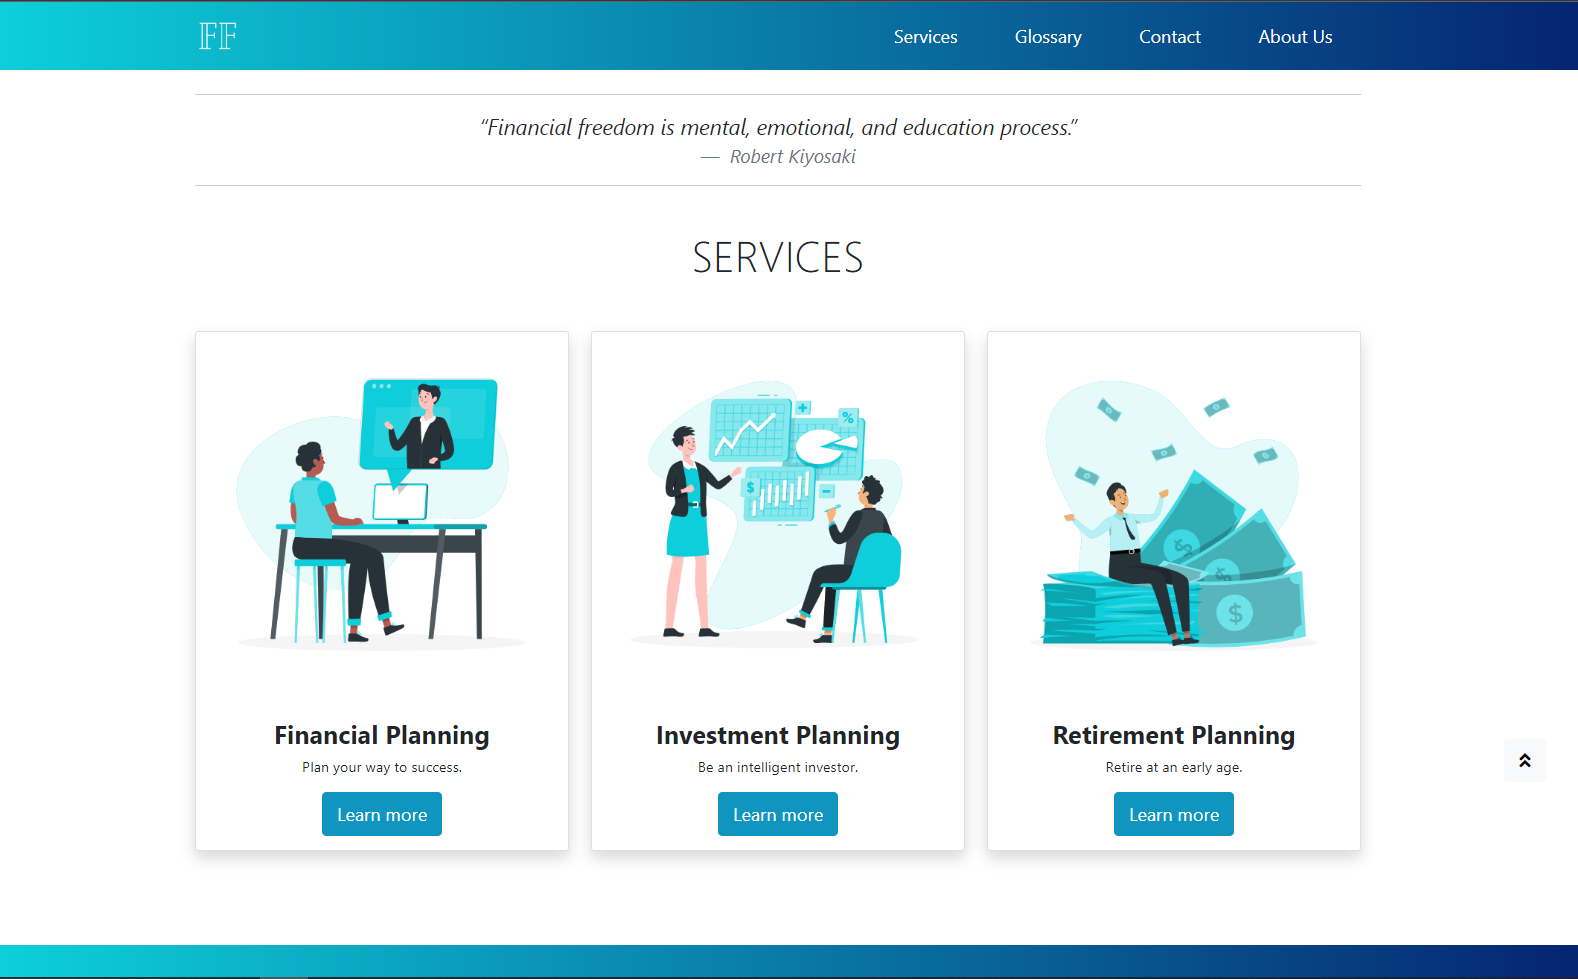 FF
Services Glossary Contact About Us
“Financial freedom is mental, emotional, and education process.”
— Robert Kiyosaki
SERVICES
%
$
$
Financial Planning
Plan your way to success.
Learn more
Investment Planning
Be an intelligent investor.
Learn more
Retirement Planning
Retire at an early age.
Learn more